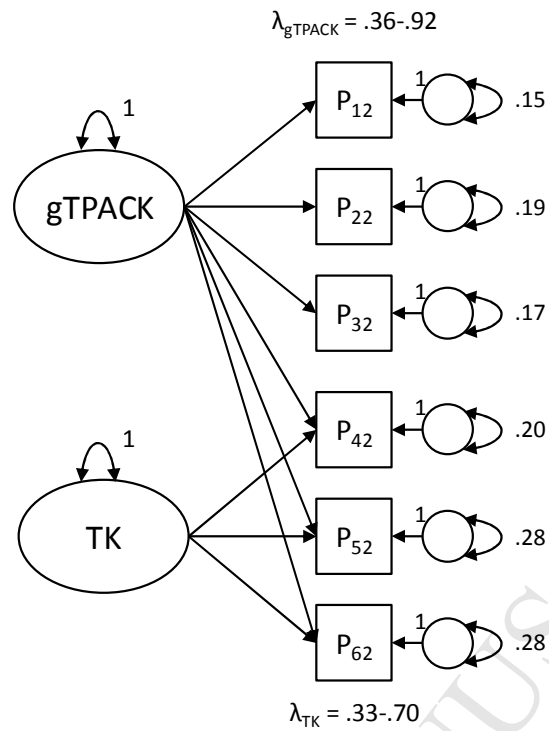 λgTPACK = .36-.92
1
gTPACK
P12
1
.15
P22
1
.19
P32
1
.17
P42
1
.20
1
TK
P52
1
.28
P62
1
.28
λTK = .33-.70
NUS